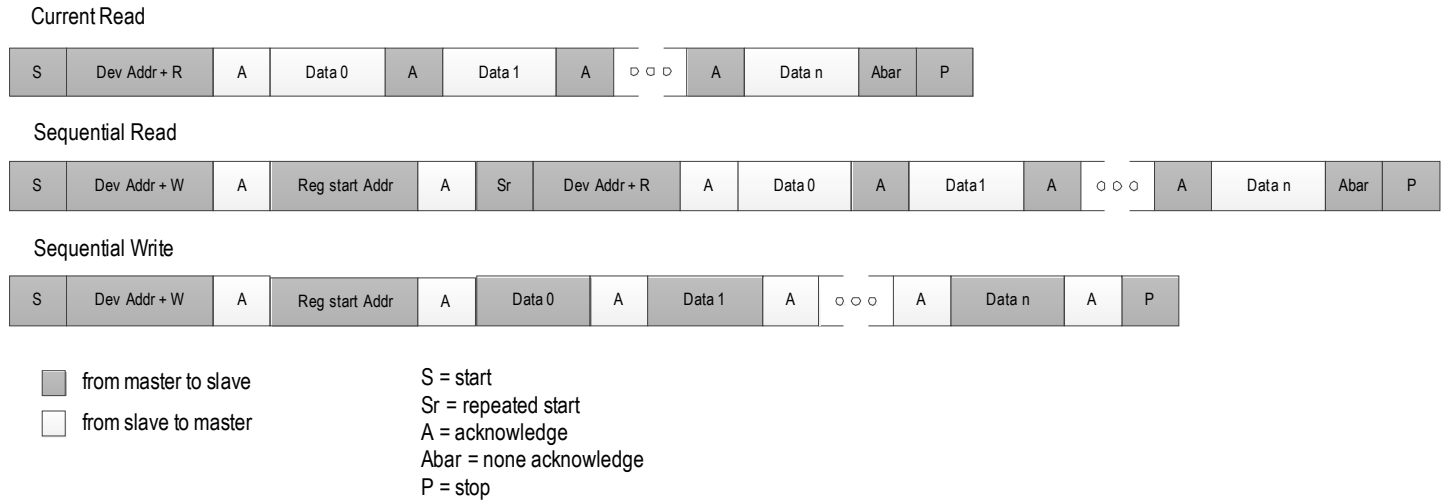 Current Read
S Dev Addr + R A Data 0 A Data 1 A A Data n Abar P
Sequential Read
S Dev Addr + W A Reg start Addr A Sr Dev Addr + R A Data 0 A Data1 A A Data n Abar P
Sequential Write
S Dev Addr + W A Reg start Addr A Data 0 A Data 1 A A Data n A P
from master to slave
from slave to master
S = start
Sr = repeated start
A = acknowledge
Abar = none acknowledge
P = stop